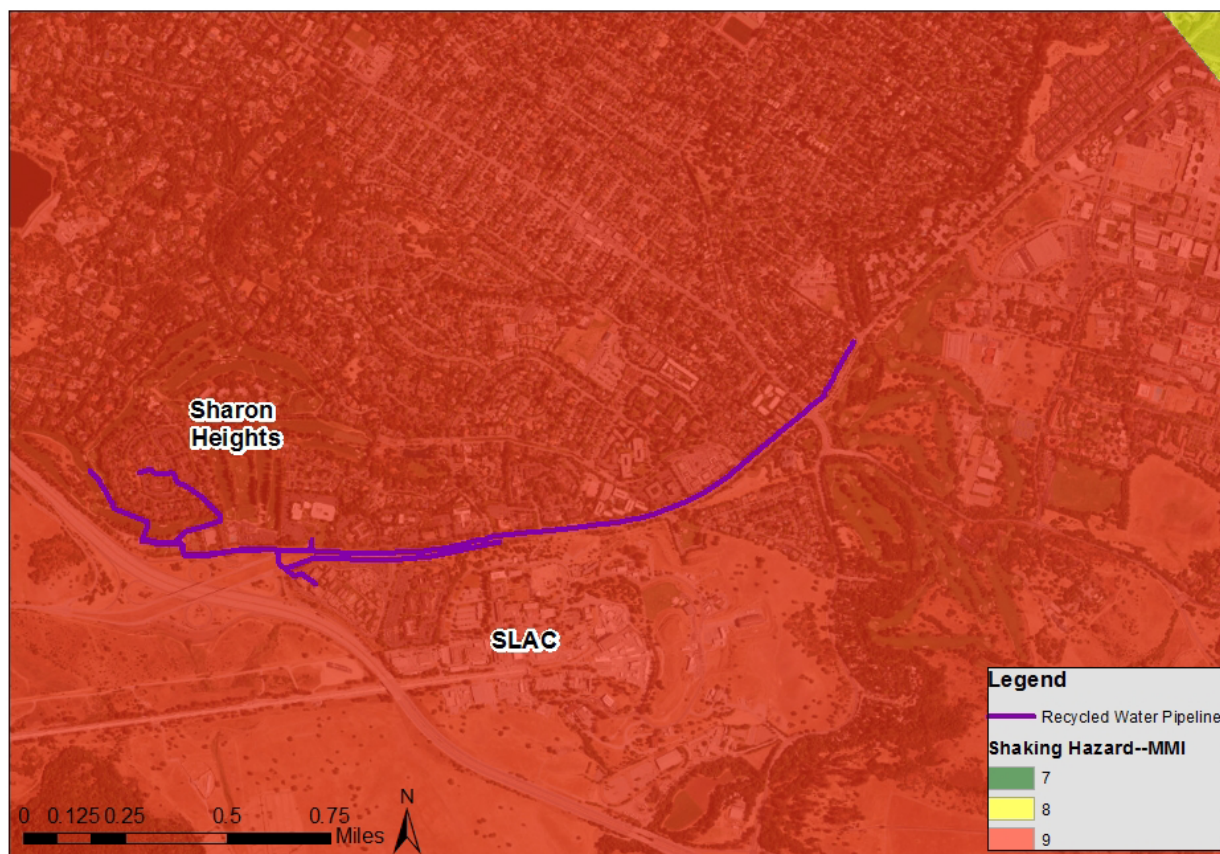 Sharon
Heights
SLAC
Legend
Recycled Water Pipeline
Shaking Hazard--MMI
7
8
9
0 0.125 0.25 0.5 0.75
Miles
N